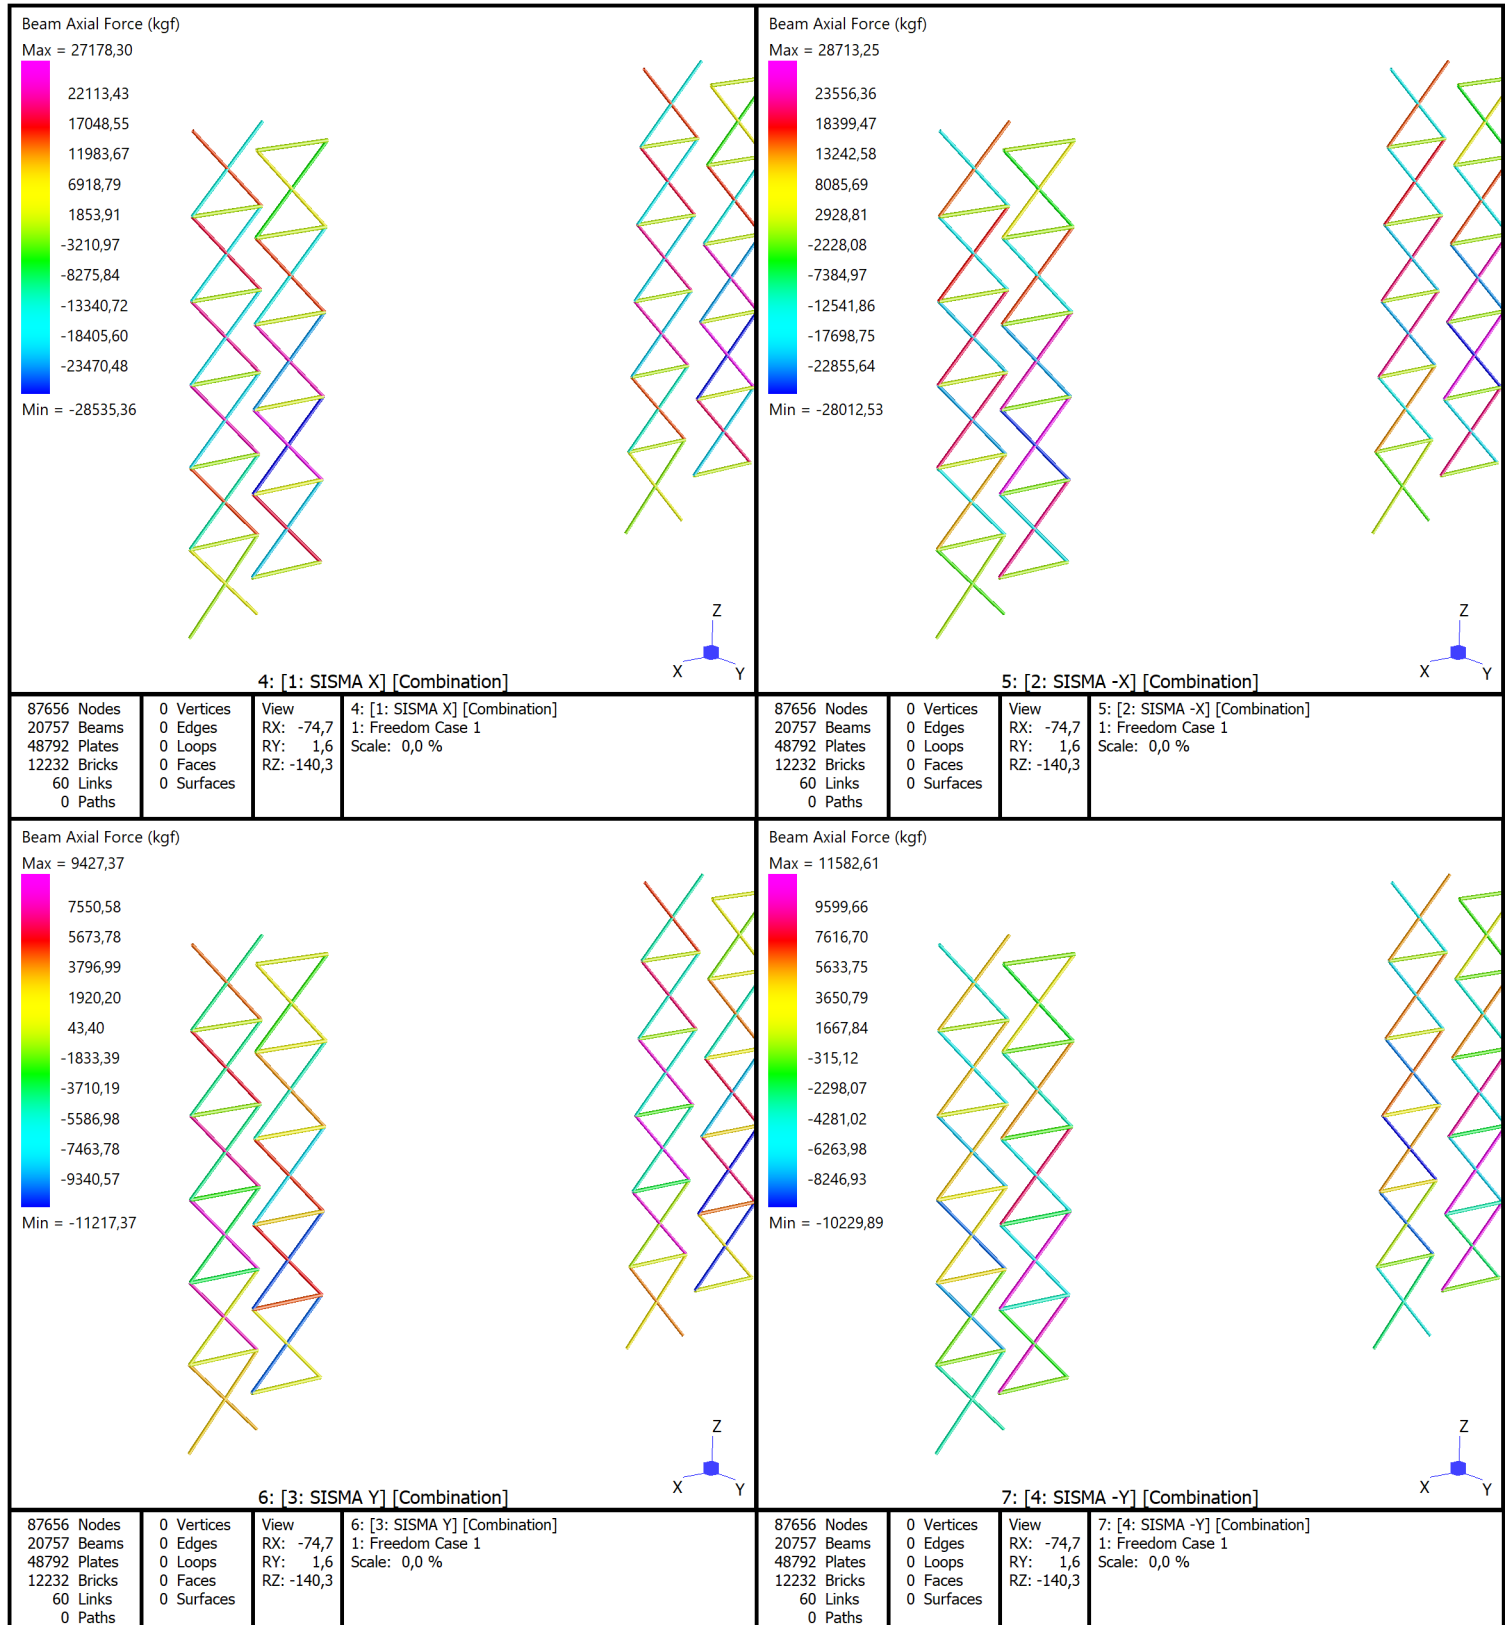 Beam Axial Force (kgf)
Max = 27178,30
22113,43
17048,55
11983,67
6918,79
1853,91
-3210,97
-8275,84
-13340,72
-18405,60
-23470,48
Min = -28535,36
Z
X
Y
4: [1: SISMA X] [Combination]
87656 Nodes
20757 Beams
48792 Plates
12232 Bricks
60 Links
0 Paths
0 Vertices
0 Edges
0 Loops
0 Faces
0 Surfaces
View
RX: -74,7
RY: 1,6
RZ: -140,3
4: [1: SISMA X] [Combination]
1: Freedom Case 1
Scale: 0,0 %
Beam Axial Force (kgf)
Max = 28713,25
23556,36
18399,47
13242,58
8085,69
2928,81
-2228,08
-7384,97
-12541,86
-17698,75
-22855,64
Min = -28012,53
Z
X
Y
5: [2: SISMA -X] [Combination]
87656 Nodes
20757 Beams
48792 Plates
12232 Bricks
60 Links
0 Paths
0 Vertices
0 Edges
0 Loops
0 Faces
0 Surfaces
View
RX: -74,7
RY: 1,6
RZ: -140,3
5: [2: SISMA -X] [Combination]
1: Freedom Case 1
Scale: 0,0 %
Beam Axial Force (kgf)
Max = 9427,37
7550,58
5673,78
3796,99
1920,20
43,40
-1833,39
-3710,19
-5586,98
-7463,78
-9340,57
Min = -11217,37
Z
X
Y
6: [3: SISMA Y] [Combination]
87656 Nodes
20757 Beams
48792 Plates
12232 Bricks
60 Links
0 Paths
0 Vertices
0 Edges
0 Loops
0 Faces
0 Surfaces
View
RX: -74,7
RY: 1,6
RZ: -140,3
6: [3: SISMA Y] [Combination]
1: Freedom Case 1
Scale: 0,0 %
Beam Axial Force (kgf)
Max = 11582,61
9599,66
7616,70
5633,75
3650,79
1667,84
-315,12
-2298,07
-4281,02
-6263,98
-8246,93
Min = -10229,89
Z
X
Y
7: [4: SISMA -Y] [Combination]
87656 Nodes
20757 Beams
48792 Plates
12232 Bricks
60 Links
0 Paths
0 Vertices
0 Edges
0 Loops
0 Faces
0 Surfaces
View
RX: -74,7
RY: 1,6
RZ: -140,3
7: [4: SISMA -Y] [Combination]
1: Freedom Case 1
Scale: 0,0 %